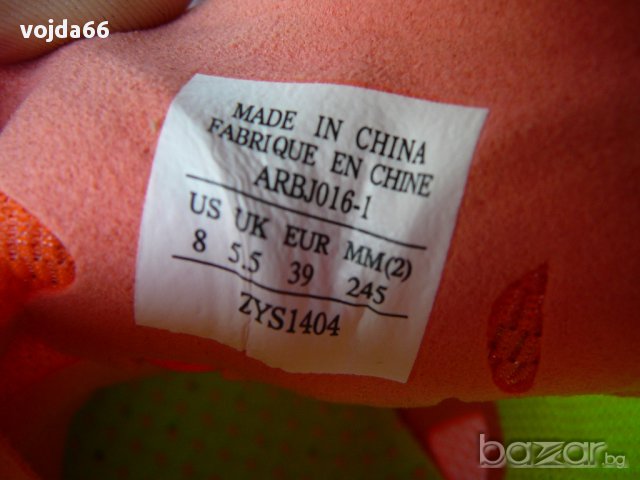 vojda66
MADE IN CHINA
FABRIQUE EN CHINE
ARBJ016-1
US UK EUR MM(2)
8 5.5 39 245
ZYS1404
bazar.bg